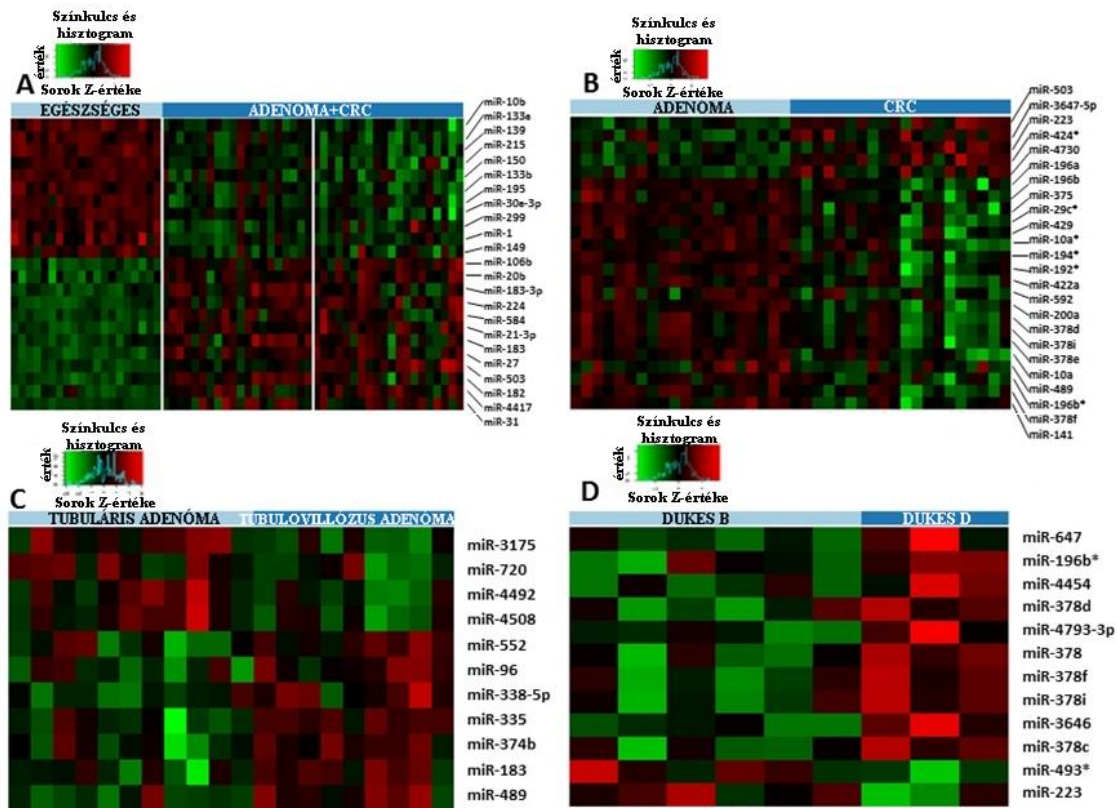 Színkulcs és
hisztogram
érték
A
Sorok Z-értéke
EGÉSZSÉGES
ADENOMA+CRC
miR-10b
miR-133a
miR-139
miR-215
miR-150
miR-133b
miR-195
miR-30e-3p
miR-299
miR-1
miR-149
miR-106b
miR-20b
miR-183-3p
miR-224
miR-584
miR-21-3p
miR-183
miR-27
miR-503
miR-182
miR-4417
miR-31
Színkulcs és
hisztogram
érték
B
Sorok Z-értéke
ADENOMA
CRC
miR-503
miR-3647-5p
miR-223
miR-424*
miR-4730
miR-196a
miR-196b
miR-375
miR-29c*
miR-429
miR-10a*
miR-194*
miR-192*
miR-422a
miR-592
miR-200a
miR-378d
miR-378i
miR-378e
miR-10a
miR-489
miR-196b*
miR-378f
miR-141
Színkulcs és
hisztogram
érték
C
Sorok Z-értéke
TUBULÁRIS ADENÓMA
TUBULOVILLÓZUS ADENÓMA
miR-3175
miR-720
miR-4492
miR-4508
miR-552
miR-96
miR-338-5p
miR-335
miR-374b
miR-183
miR-489
Színkulcs és
hisztogram
érték
D
Sorok Z-értéke
DUKES B
DUKES D
miR-647
miR-196b*
miR-4454
miR-378d
miR-4793-3p
miR-378
miR-378f
miR-378i
miR-3646
miR-378c
miR-493*
miR-223